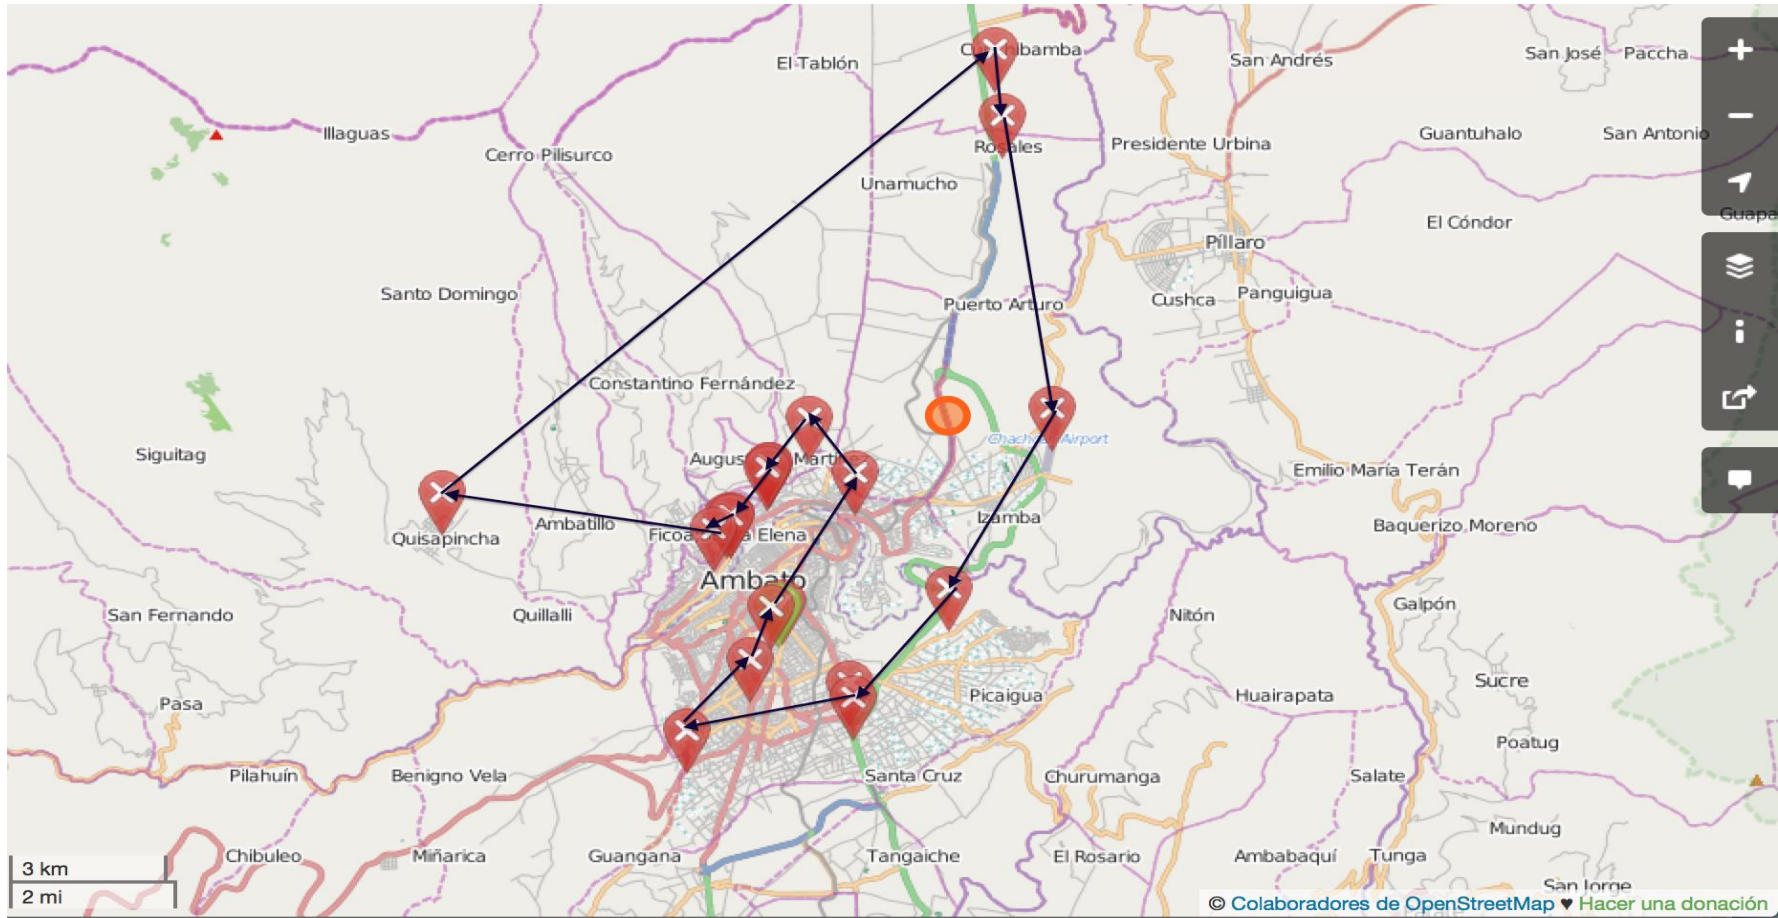 El Tablón
San Andrés
San José
Paccha
Illaguas
Cerro Pilisurco
Rosales
Presidente Urbina
Guantuhalo
San Antonio
Unamucho
Guapa
El Cóndor
Píllaro
Santo Domingo
Puerto Arturo
Cushca
Panguigua
Constantino Fernández
Siguitag
Airport
Emilio María Terán
Quisapincha
Ambatillo
Elena
Izamba
Baquerizo Moreno
Ambato
San Fernando
Quillalli
Nitón
Galpón
Pasa
Picaigua
Huairapata
Sucre
Poatug
Pilahuín
Benigno Vela
Santa Cruz
Churumanga
Salate
Mundug
Chibuleo
Miñarica
Guangana
Tangaiche
El Rosario
Ambabaquí
Tunga
San Jorge
3 km
2 mi
© Colaboradores de OpenStreetMap ♥ Hacer una donación